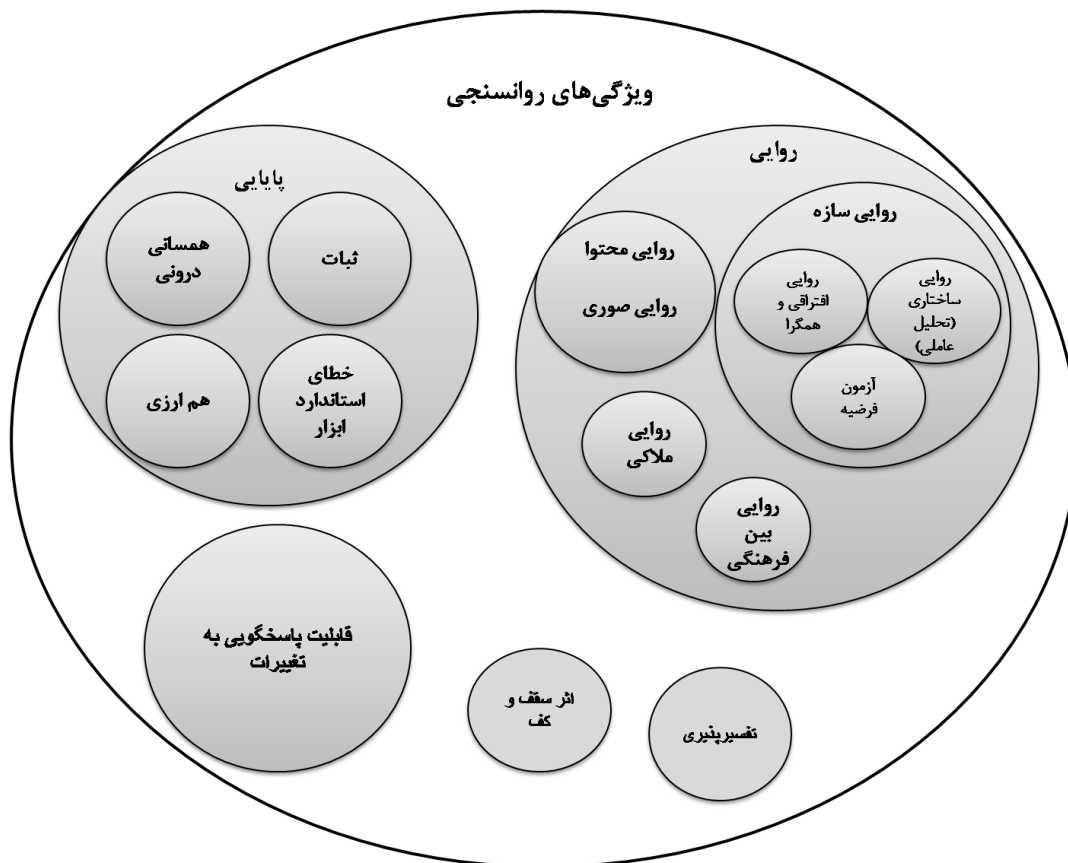 ویژگی‌های روانسنجی
روایی
روایی سازه
روایی
ساختاری
(تحلیل
عاملی)
روایی
افتراقی و
همگرا
آزمون
فرضیه
روایی محتوا
روایی صوری
روایی
ملاکی
روایی
بین
فرهنگی
پایایی
ثبات
همسانی
درونی
خطای
استاندارد
ابزار
هم ارزی
قابلیت پاسخگویی به
تغییرات
اثر سقف و
کف
تفسیرپذیری